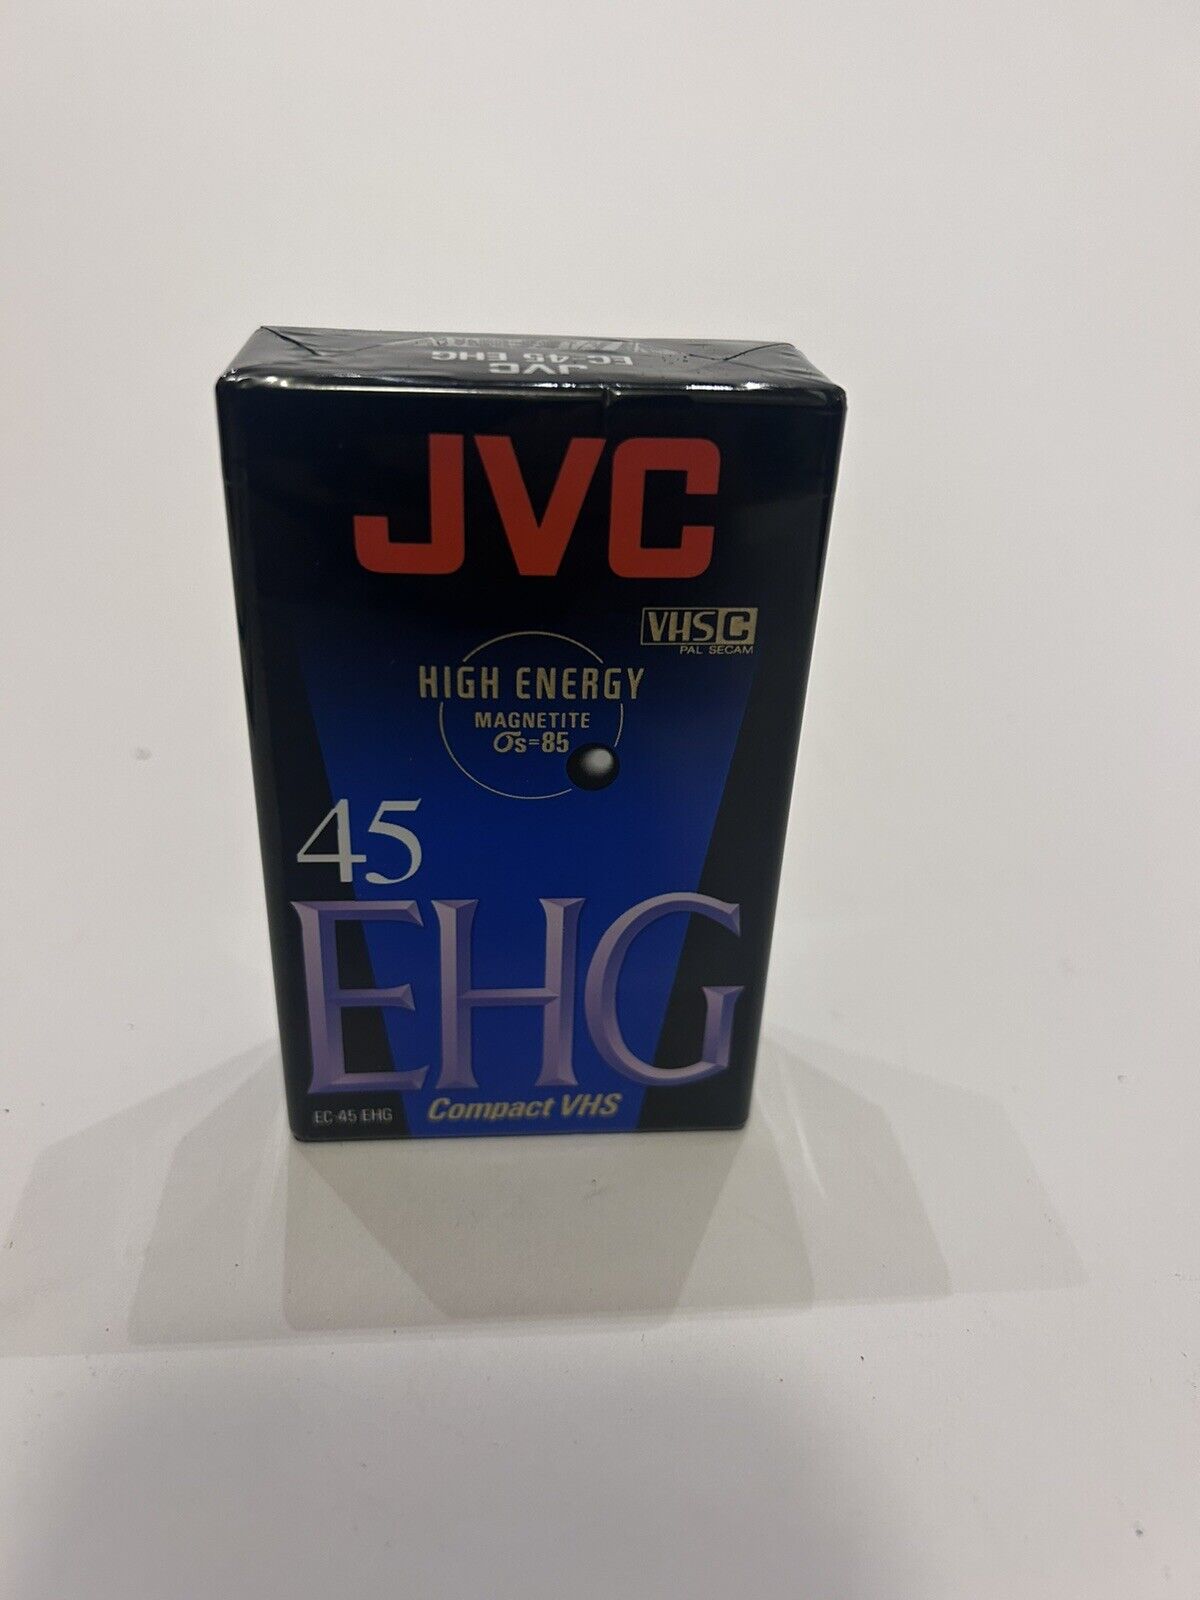 JVC
EC-45 EHG
JVC
VHS C
PAL SECAM
HIGH ENERGY
MAGNETITE
σs=85
45
EHG
EC-45 EHG
Compact VHS